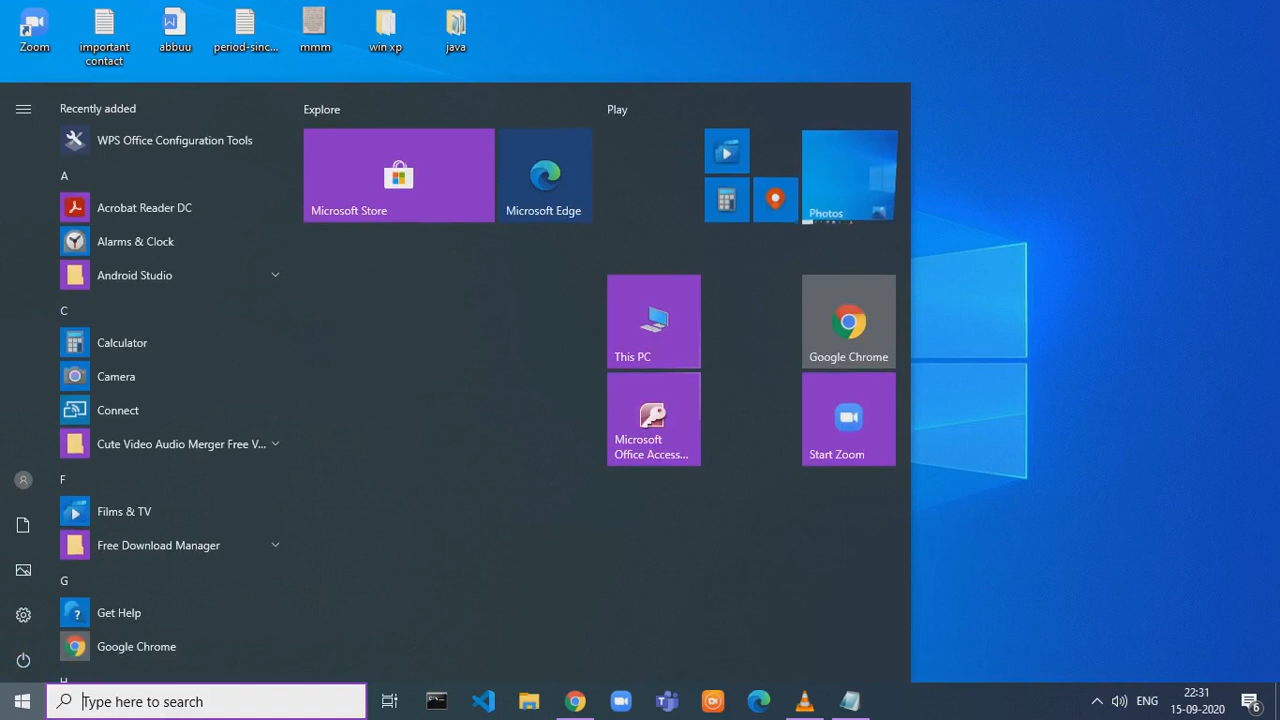 Zoom
important
contact
abbuu
period-sinc...
mmm
win xp
java
Recently added
WPS Office Configuration Tools
A
Acrobat Reader DC
Alarms & Clock
Android Studio
C
Calculator
Camera
Connect
Cute Video Audio Merger Free V...
F
Films & TV
Free Download Manager
G
Get Help
Google Chrome
Explore
Microsoft Store
Microsoft Edge
Play
Photos
This PC
Google Chrome
Microsoft
Office Access...
Start Zoom
Type here to search
ENG
22:31
15-09-2020
6